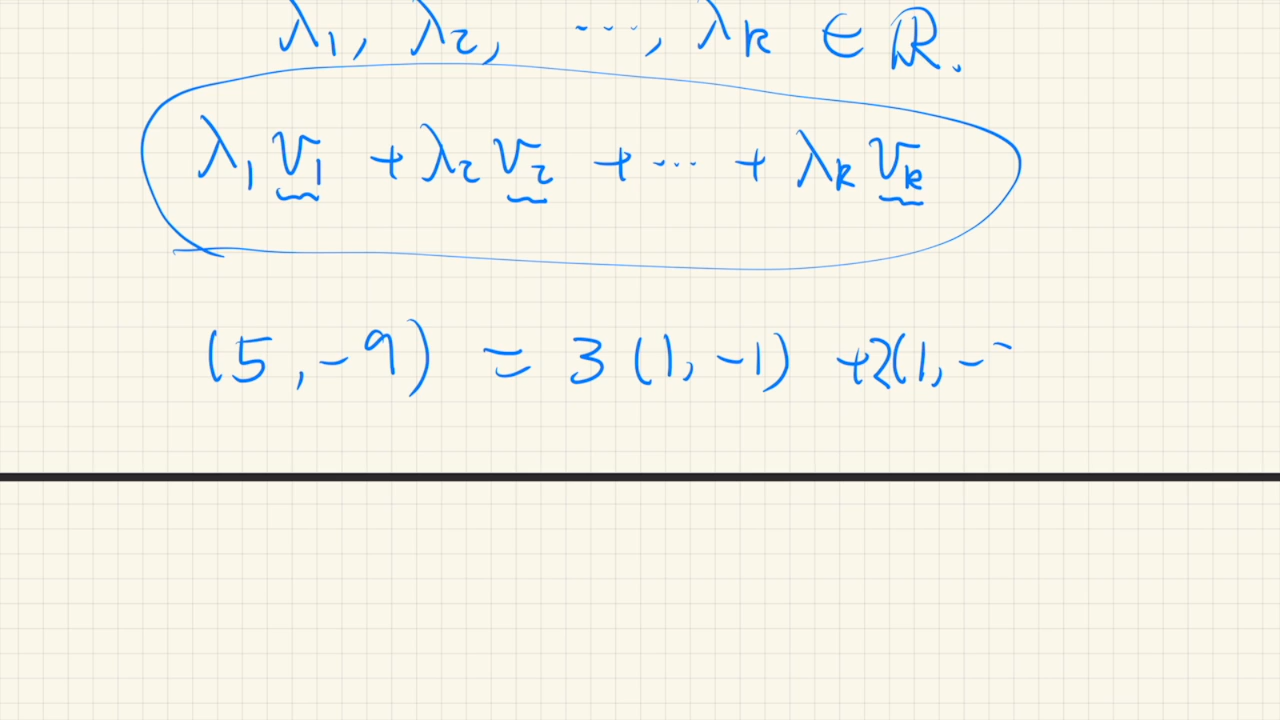 λ₁, λ₂, ..., λₖ ∈ ℝ.
λ₁v₁ + λ₂v₂ + ... + λₖvₖ
(5, -9) = 3(1, -1) + 2(1, -